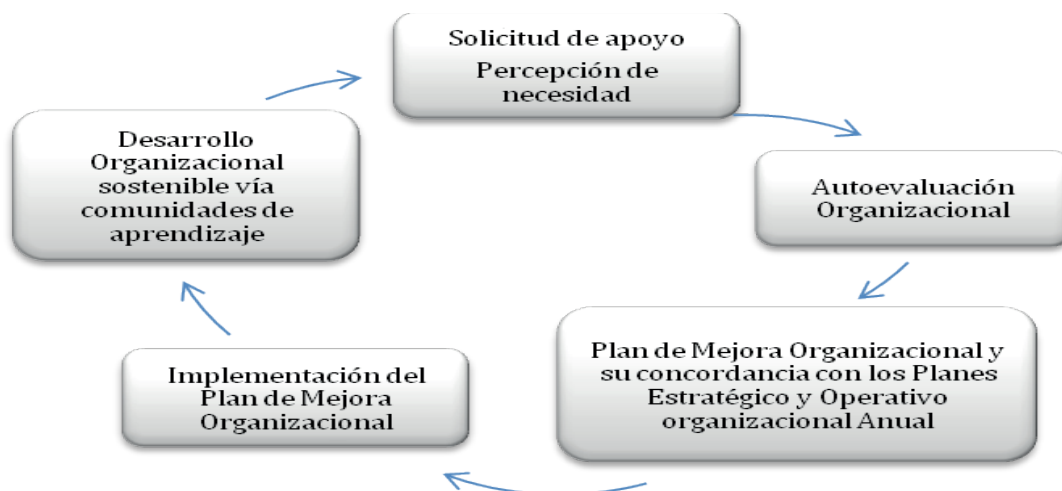 Solicitud de apoyo
Percepción de
necesidad
Autoevaluación
Organizacional
Plan de Mejora Organizacional y
su concordancia con los Planes
Estratégico y Operativo
organizacional Anual
Implementación del
Plan de Mejora
Organizacional
Desarrollo
Organizacional
sostenible vía
comunidades de
aprendizaje